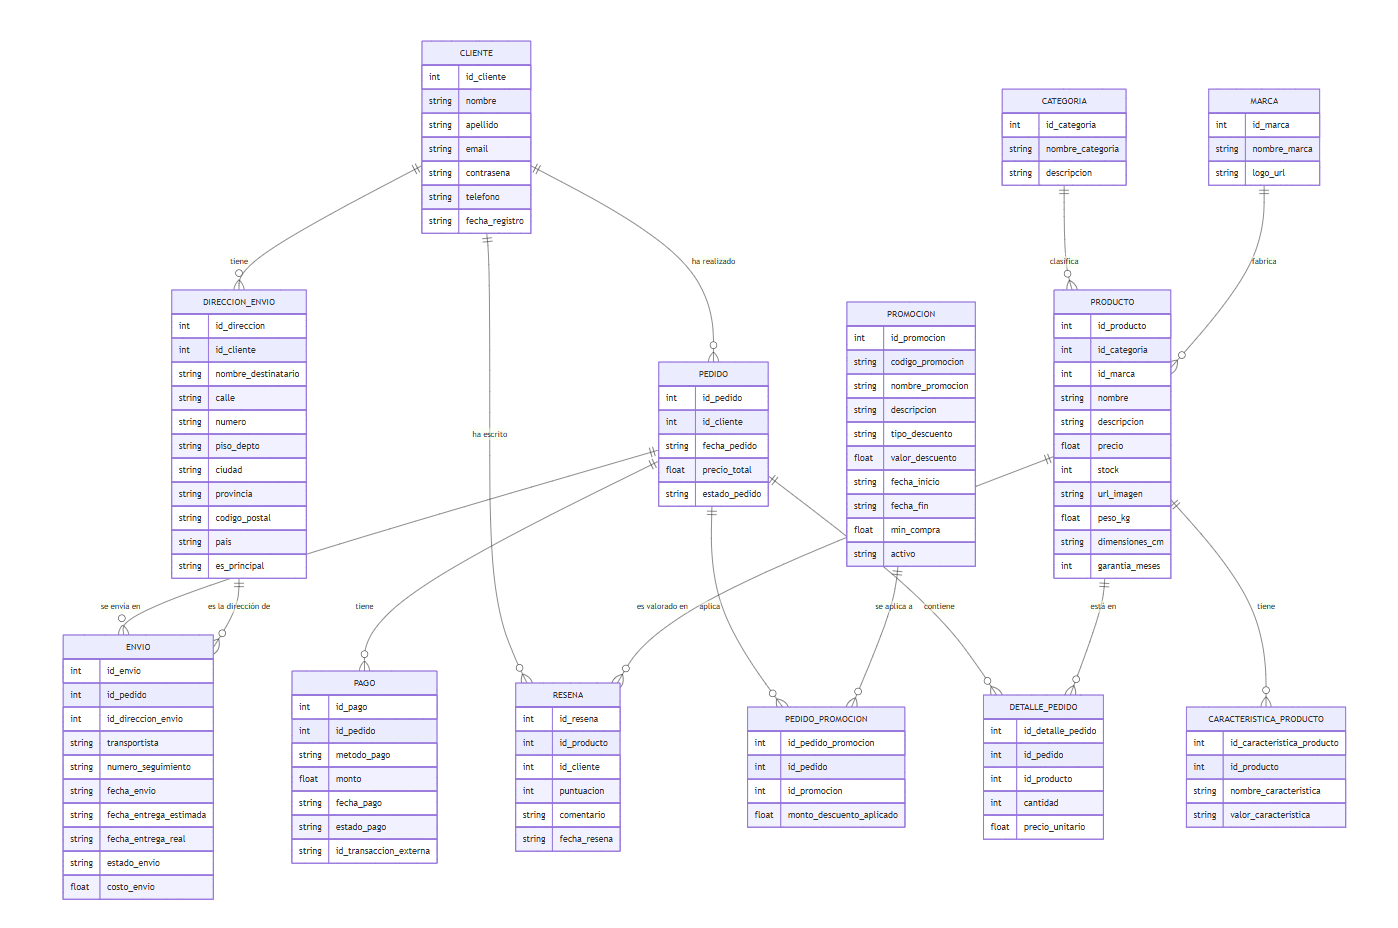 CLIENTE
int id_cliente
string nombre
string apellido
string email
string contrasena
string telefono
string fecha_registro
CATEGORIA
int id_categoria
string nombre_categoria
string descripcion
MARCA
int id_marca
string nombre_marca
string logo_url
tiene
ha realizado
clasifica
fabrica
DIRECCION_ENVIO
int id_direccion
int id_cliente
string nombre_destinatario
string calle
string numero
string piso_depto
string ciudad
string provincia
string codigo_postal
string pais
string es_principal
PEDIDO
int id_pedido
int id_cliente
string fecha_pedido
float precio_total
string estado_pedido
PROMOCION
int id_promocion
string codigo_promocion
string nombre_promocion
string descripcion
string tipo_descuento
float valor_descuento
string fecha_inicio
string fecha_fin
float min_compra
string activo
PRODUCTO
int id_producto
int id_categoria
int id_marca
string nombre
string descripcion
float precio
int stock
string url_imagen
float peso_kg
string dimensiones_cm
int garantia_meses
ha escrito
se envía en
es la dirección de
tiene
es valorado en
aplica
se aplica a
contiene
está en
tiene
ENVIO
int id_envio
int id_pedido
int id_direccion_envio
string transportista
string numero_seguimiento
string fecha_envio
string fecha_entrega_estimada
string fecha_entrega_real
string estado_envio
float costo_envio
PAGO
int id_pago
int id_pedido
string metodo_pago
float monto
string fecha_pago
string estado_pago
string id_transaccion_externa
RESENA
int id_resena
int id_producto
int id_cliente
int puntuacion
string comentario
string fecha_resena
PEDIDO_PROMOCION
int id_pedido_promocion
int id_pedido
int id_promocion
float monto_descuento_aplicado
DETALLE_PEDIDO
int id_detalle_pedido
int id_pedido
int id_producto
int cantidad
float precio_unitario
CARACTERISTICA_PRODUCTO
int id_caracteristica_producto
int id_producto
string nombre_caracteristica
string valor_caracteristica